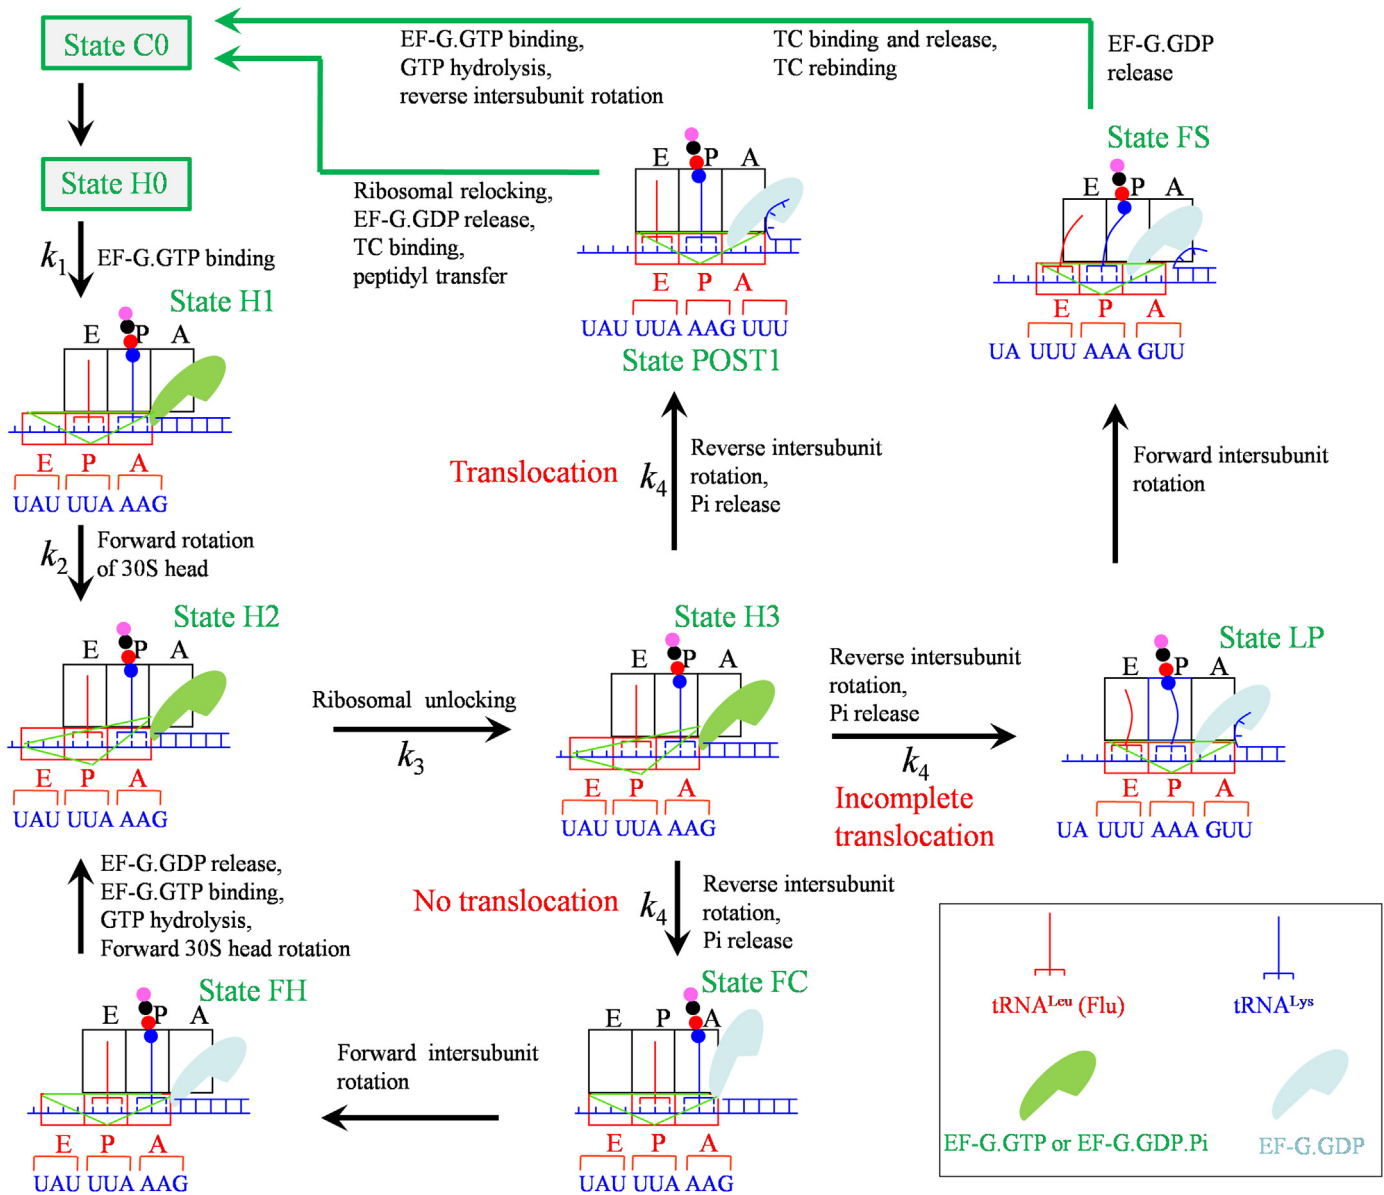 State C0
EF-G.GTP binding,
GTP hydrolysis,
reverse intersubunit rotation
TC binding and release,
TC rebinding
EF-G.GDP
release
State H0
k1
EF-G.GTP binding
Ribosomal relocking,
EF-G.GDP release,
TC binding,
peptidyl transfer
E P A
E P A
UAU UUA AAG UUU
State POST1
State FS
E P A
E P A
UA UUU AAA GUU
State H1
E P A
E P A
UAU UUA AAG
k2
Forward rotation
of 30S head
Translocation
k4
Reverse intersubunit
rotation,
Pi release
Forward intersubunit
rotation
State H2
E P A
E P A
UAU UUA AAG
Ribosomal unlocking
k3
State H3
E P A
E P A
UAU UUA AAG
Reverse intersubunit
rotation,
Pi release
k4
Incomplete
translocation
State LP
E P A
E P A
UA UUU AAA GUU
EF-G.GDP release,
EF-G.GTP binding,
GTP hydrolysis,
Forward 30S head rotation
No translocation
k4
Reverse intersubunit
rotation,
Pi release
State FH
E P A
E P A
UAU UUA AAG
Forward intersubunit
rotation
State FC
E P A
E P A
UAU UUA AAG
tRNALeu (Flu)
tRNALys
EF-G.GTP or EF-G.GDP.Pi
EF-G.GDP